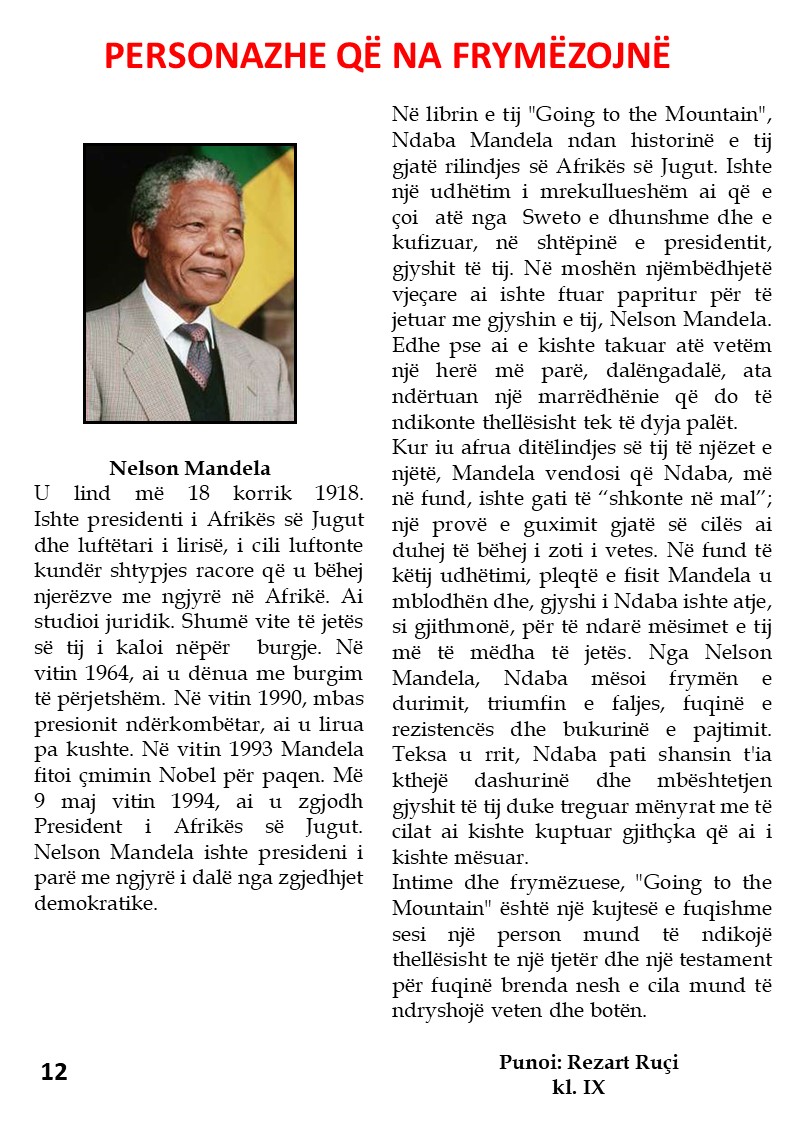 PERSONAZHE QË NA FRYMËZOJNË
Nelson Mandela
U lind më 18 korrik 1918.
Ishte presidenti i Afrikës së Jugut
dhe luftëtari i lirisë, i cili luftonte
kundër shtypjes racore që u bëhej
njerëzve me ngjyrë në Afrikë. Ai
studioi juridik. Shumë vite të jetës
së tij i kaloi nëpër burgje. Në
vitin 1964, ai u dënua me burgim
të përjetshëm. Në vitin 1990, mbas
presionit ndërkombëtar, ai u lirua
pa kushte. Në vitin 1993 Mandela
fitoi çmimin Nobel për paqen. Më
9 maj vitin 1994, ai u zgjodh
President i Afrikës së Jugut.
Nelson Mandela ishte presideni i
parë me ngjyrë i dalë nga zgjedhjet
demokratike.
Në librin e tij "Going to the Mountain",
Ndaba Mandela ndan historinë e tij
gjatë rilindjes së Afrikës së Jugut. Ishte
një udhëtim i mrekullueshëm ai që e
çoi atë nga Sweto e dhunshme dhe e
kufizuar, në shtëpinë e presidentit,
gjyshit të tij. Në moshën njëmbëdhjetë
vjeçare ai ishte ftuar papritur për të
jetuar me gjyshin e tij, Nelson Mandela.
Edhe pse ai e kishte takuar atë vetëm
një herë më parë, dalëngadalë, ata
ndërtuan një marrëdhënie që do të
ndikonte thellësisht tek të dyja palët.
Kur iu afrua ditëlindjes së tij të njëzet e
njëtë, Mandela vendosi që Ndaba, më
në fund, ishte gati të “shkonte në mal”;
një provë e guximit gjatë së cilës ai
duhej të bëhej i zoti i vetes. Në fund të
këtij udhëtimi, pleqtë e fisit Mandela u
mblodhën dhe, gjyshi i Ndaba ishte atje,
si gjithmonë, për të ndarë mësimet e tij
më të mëdha të jetës. Nga Nelson
Mandela, Ndaba mësoi frymën e
durimit, triumfin e faljes, fuqinë e
rezistencës dhe bukurinë e pajtimit.
Teksa u rrit, Ndaba pati shansin t'ia
kthejë dashurinë dhe mbështetjen
gjyshit të tij duke treguar mënyrat me të
cilat ai kishte kuptuar gjithçka që ai i
kishte mësuar.
Intime dhe frymëzuese, "Going to the
Mountain" është një kujtesë e fuqishme
sesi një person mund të ndikojë
thellësisht te një tjetër dhe një testament
për fuqinë brenda nesh e cila mund të
ndryshojë veten dhe botën.
Punoi: Rezart Ruçi
kl. IX
12